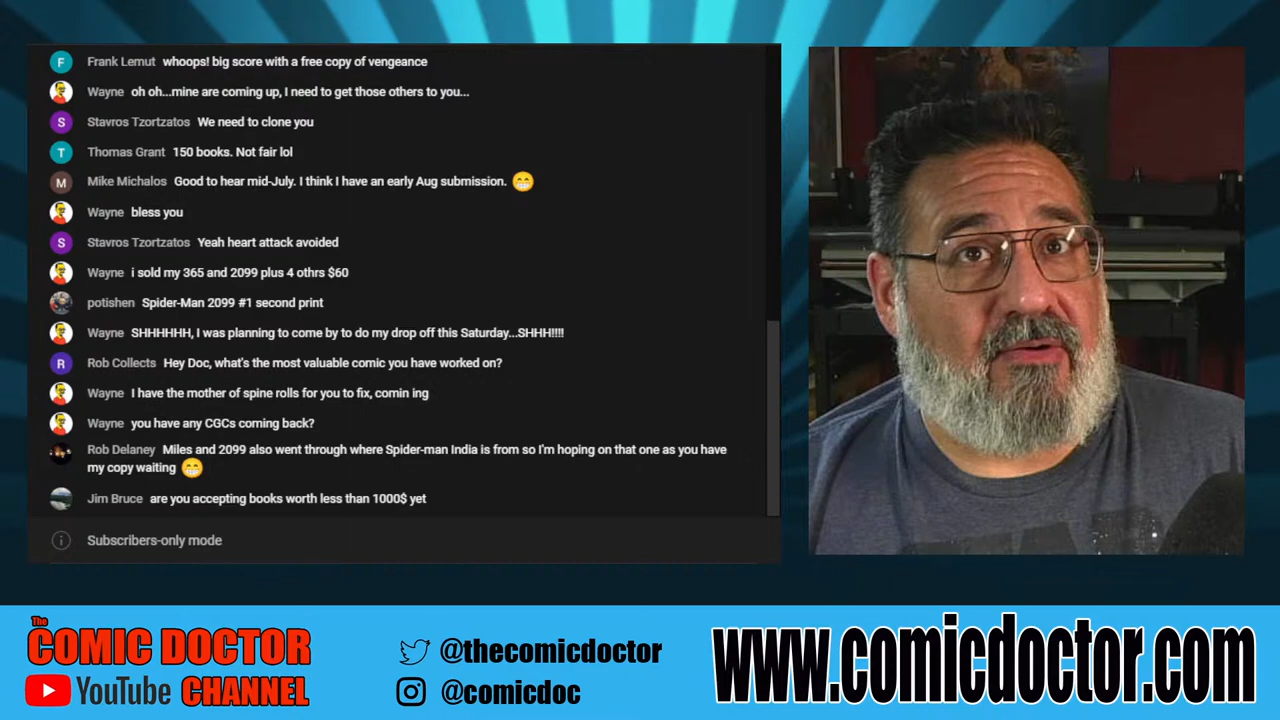 F Frank Lemut whoops! big score with a free copy of vengeance
Wayne oh oh...mine are coming up, I need to get those others to you...
S Stavros Tzortzatos We need to clone you
T Thomas Grant 150 books. Not fair lol
M Mike Michalos Good to hear mid-July. I think I have an early Aug submission. 😁
Wayne bless you
S Stavros Tzortzatos Yeah heart attack avoided
Wayne i sold my 365 and 2099 plus 4 othrs $60
potishen Spider-Man 2099 #1 second print
Wayne SHHHHHH, I was planning to come by to do my drop off this Saturday...SHH!!!!
R Rob Collects Hey Doc, what's the most valuable comic you have worked on?
Wayne I have the mother of spine rolls for you to fix, comin ing
Wayne you have any CGCs coming back?
Rob Delaney Miles and 2099 also went through where Spider-man India is from so I'm hoping on that one as you have
my copy waiting 😁
Jim Bruce are you accepting books worth less than 1000$ yet
Subscribers-only mode
The
COMIC DOCTOR
YouTube CHANNEL
@thecomicdoctor
@comicdoc
www.comicdoctor.com